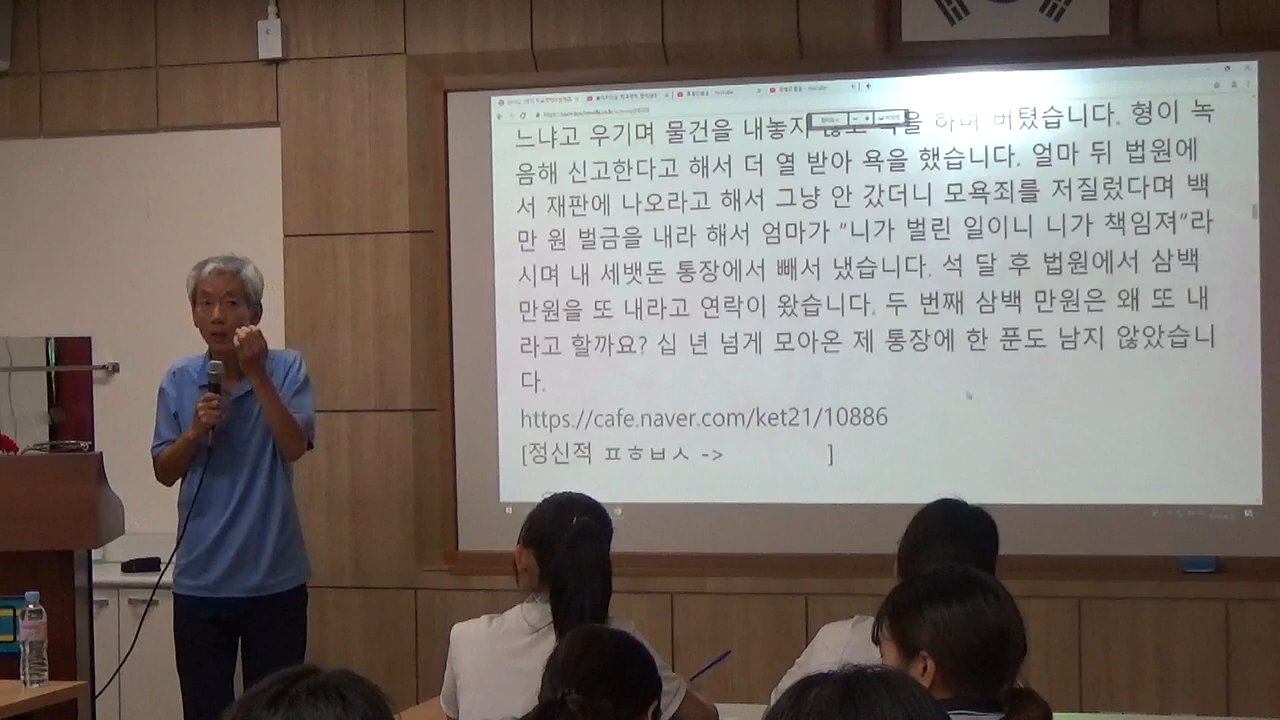 느냐고 우기며 물건을 내놓지 않고 욕을 하며 버텼습니다. 형이 녹
음해 신고한다고 해서 더 열 받아 욕을 했습니다. 얼마 뒤 법원에
서 재판에 나오라고 해서 그냥 안 갔더니 모욕죄를 저질렀다며 백
만 원 벌금을 내라 해서 엄마가 "니가 벌린 일이니 니가 책임져"라
시며 내 세뱃돈 통장에서 빼서 냈습니다. 석 달 후 법원에서 삼백
만원을 또 내라고 연락이 왔습니다. 두 번째 삼백 만원은 왜 또 내
라고 할까요? 십 년 넘게 모아온 제 통장에 한 푼도 남지 않았습니
다.
https://cafe.naver.com/ket21/10886
[정신적 ㅍㅎㅂㅅ -> ]